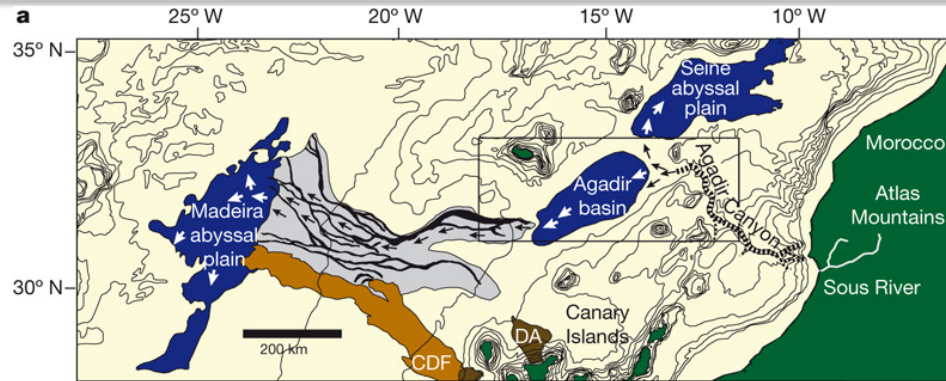 a
25° W
20° W
15° W
10° W
35° N
30° N
Seine
abyssal
plain
Morocco
Atlas
Mountains
Agadir Canyon
Agadir
basin
Madeira
abyssal
plain
Sous River
200 km
Canary
Islands
DA
CDF